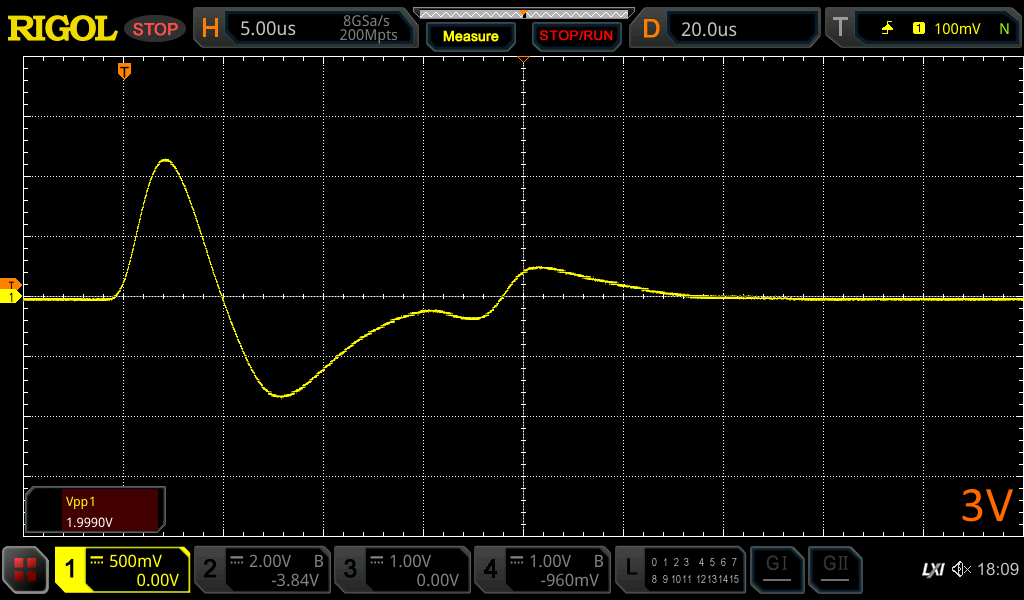 RIGOL STOP H 5.00us 8GSa/s 200Mpts Measure STOP/RUN D 20.0us T 1 100mV N
T
T
1
Vpp1
1.9990V
3V
1 500mV 0.00V 2 2.00V B -3.84V 3 1.00V 0.00V 4 1.00V B -960mV L 0 1 2 3 4 5 6 7 8 9 10 11 12 13 14 15 GI GII LXI 18:09